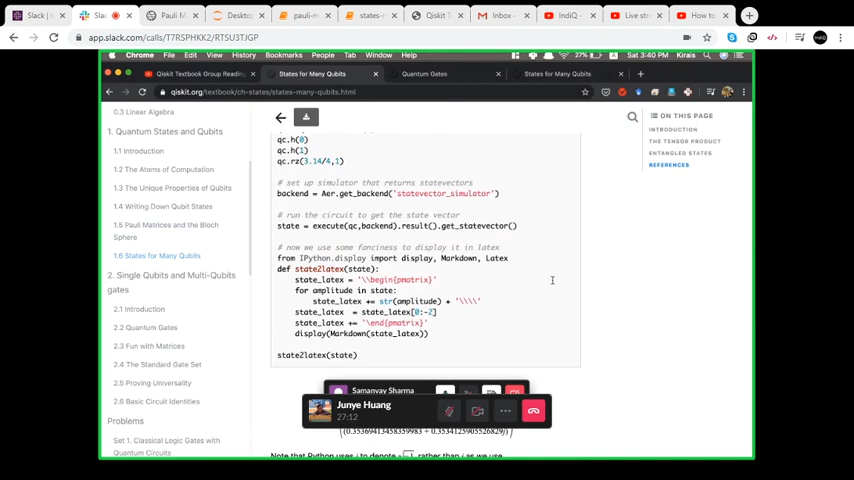 Slack | t
Slac
Pauli M
Desktop
pauli-m
states-m
Qiskit T
Inbox -
IndiQ -
Live stre
How to
app.slack.com/calls/T7RSPHKK2/RTSU3TJGP
Chrome File Edit View History Bookmarks People Tab Window Help
27% Sat 3:40 PM Kirais
Qiskit Textbook Group Reading
States for Many Qubits
Quantum Gates
States for Many Qubits
qiskit.org/textbook/ch-states/states-many-qubits.html
0.3 Linear Algebra
1. Quantum States and Qubits
1.1 Introduction
1.2 The Atoms of Computation
1.3 The Unique Properties of Qubits
1.4 Writing Down Qubit States
1.5 Pauli Matrices and the Bloch
Sphere
1.6 States for Many Qubits
2. Single Qubits and Multi-Qubits
gates
2.1 Introduction
2.2 Quantum Gates
2.3 Fun with Matrices
2.4 The Standard Gate Set
2.5 Proving Universality
2.6 Basic Circuit Identities
Problems
Set 1. Classical Logic Gates with
Quantum Circuits
qc.h(0)
qc.h(1)
qc.rz(3.14/4,1)
# set up simulator that returns statevectors
backend = Aer.get_backend('statevector_simulator')
# run the circuit to get the state vector
state = execute(qc,backend).result().get_statevector()
# now we use some fanciness to display it in latex
from IPython.display import display, Markdown, Latex
def state2latex(state):
state_latex = '\\begin{pmatrix}'
for amplitude in state:
state_latex += str(amplitude) + '\\\\'
state_latex = state_latex[0:-2]
state_latex += '\end{pmatrix}'
display(Markdown(state_latex))
state2latex(state)
Samanvay Sharma
Junye Huang
27:12
(0.35369413458359983 + 0.3534125905526829j)
Note that Python uses j to denote √-1, rather than i as we use
ON THIS PAGE
INTRODUCTION
THE TENSOR PRODUCT
ENTANGLED STATES
REFERENCES